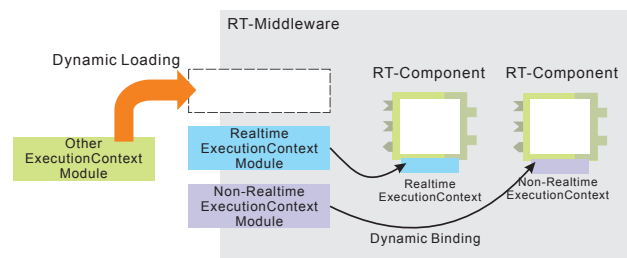 RT-Middleware
Dynamic Loading
RT-Component
RT-Component
Other
ExecutionContext
Module
Realtime
ExecutionContext
Module
Non-Realtime
ExecutionContext
Module
Realtime
ExecutionContext
Non-Realtime
ExecutionContext
Dynamic Binding